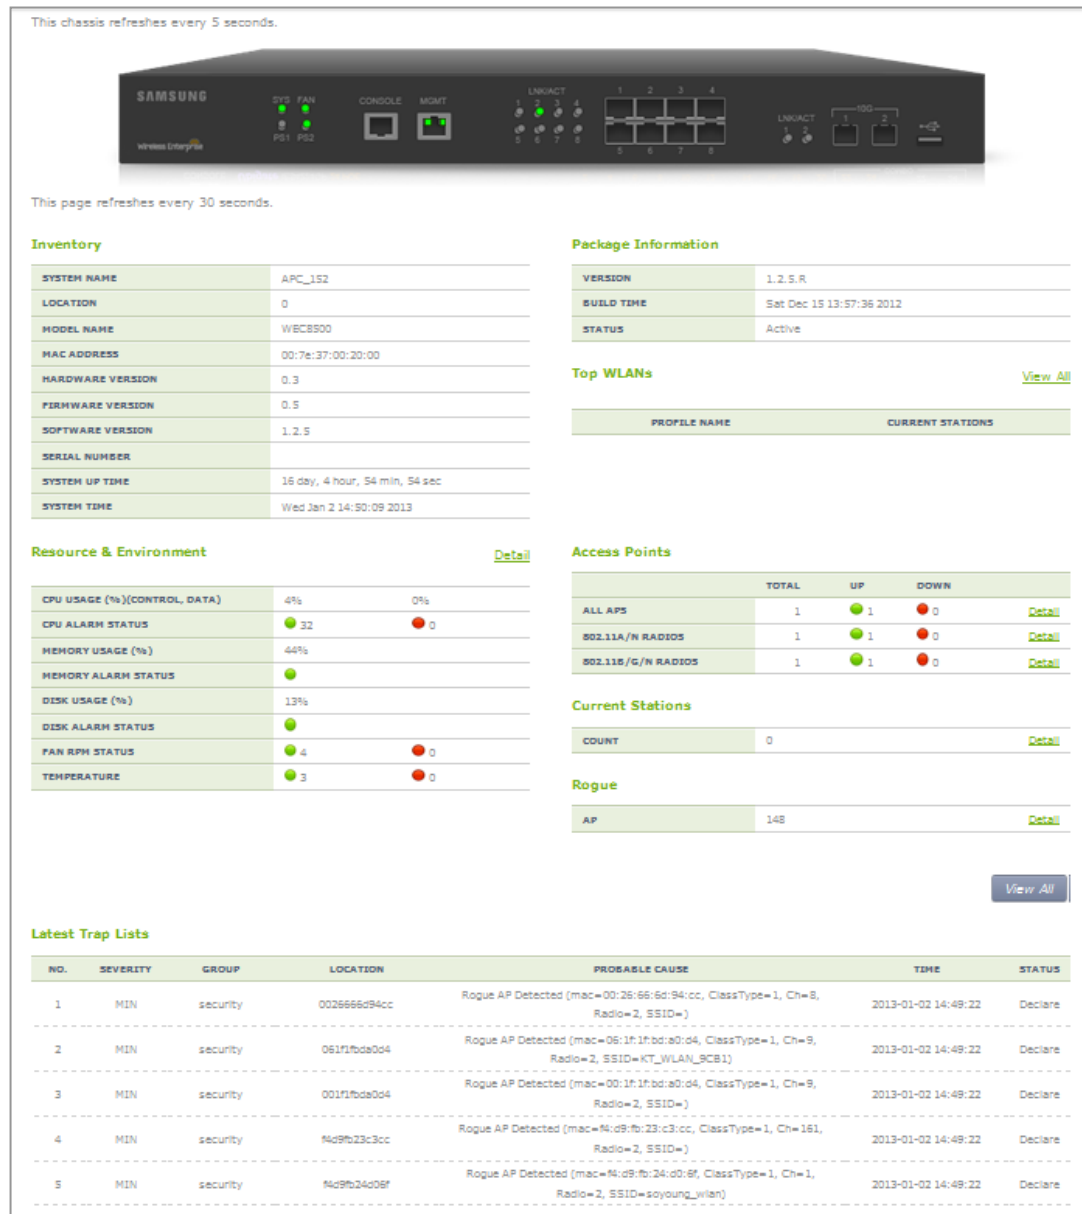 This chassis refreshes every 5 seconds.
SAMSUNG
SYS FAN
PS1 PS2
CONSOLE MGMT
LNK/ACT
1 2 3 4
5 6 7 8
1 2 3 4
5 6 7 8
LNK/ACT
1 2
10G
1 2
Wireless Enterprise
This page refreshes every 30 seconds.
Inventory
SYSTEM NAME APC_152
LOCATION 0
MODEL NAME WEC8500
MAC ADDRESS 00:7e:37:00:20:00
HARDWARE VERSION 0.3
FIRMWARE VERSION 0.5
SOFTWARE VERSION 1.2.5
SERIAL NUMBER
SYSTEM UP TIME 16 day, 4 hour, 54 min, 54 sec
SYSTEM TIME Wed Jan 2 14:50:09 2013
Package Information
VERSION 1.2.5.R
BUILD TIME Sat Dec 15 13:57:36 2012
STATUS Active
Top WLANs View All
PROFILE NAME CURRENT STATIONS
Resource & Environment Detail
CPU USAGE (%)(CONTROL, DATA) 4% 0%
CPU ALARM STATUS 32 0
MEMORY USAGE (%) 44%
MEMORY ALARM STATUS
DISK USAGE (%) 13%
DISK ALARM STATUS
FAN RPM STATUS 4 0
TEMPERATURE 3 0
Access Points
TOTAL UP DOWN
ALL APS 1 1 0 Detail
802.11A/N RADIOS 1 1 0 Detail
802.11B/G/N RADIOS 1 1 0 Detail
Current Stations
COUNT 0 Detail
Rogue
AP 148 Detail
View All
Latest Trap Lists
NO. SEVERITY GROUP LOCATION PROBABLE CAUSE TIME STATUS
1 MIN security 0026666d94cc Rogue AP Detected (mac=00:26:66:6d:94:cc, ClassType=1, Ch=8, 2013-01-02 14:49:22 Declare
Radio=2, SSID=)
2 MIN security 061f1fbda0d4 Rogue AP Detected (mac=06:1f:1f:bd:a0:d4, ClassType=1, Ch=9, 2013-01-02 14:49:22 Declare
Radio=2, SSID=KT_WLAN_9CB1)
3 MIN security 001f1fbda0d4 Rogue AP Detected (mac=00:1f:1f:bd:a0:d4, ClassType=1, Ch=9, 2013-01-02 14:49:22 Declare
Radio=2, SSID=)
4 MIN security f4d9fb23c3cc Rogue AP Detected (mac=f4:d9:fb:23:c3:cc, ClassType=1, Ch=161, 2013-01-02 14:49:22 Declare
Radio=2, SSID=)
5 MIN security f4d9fb24d06f Rogue AP Detected (mac=f4:d9:fb:24:d0:6f, ClassType=1, Ch=1, 2013-01-02 14:49:22 Declare
Radio=2, SSID=soyoung_wlan)